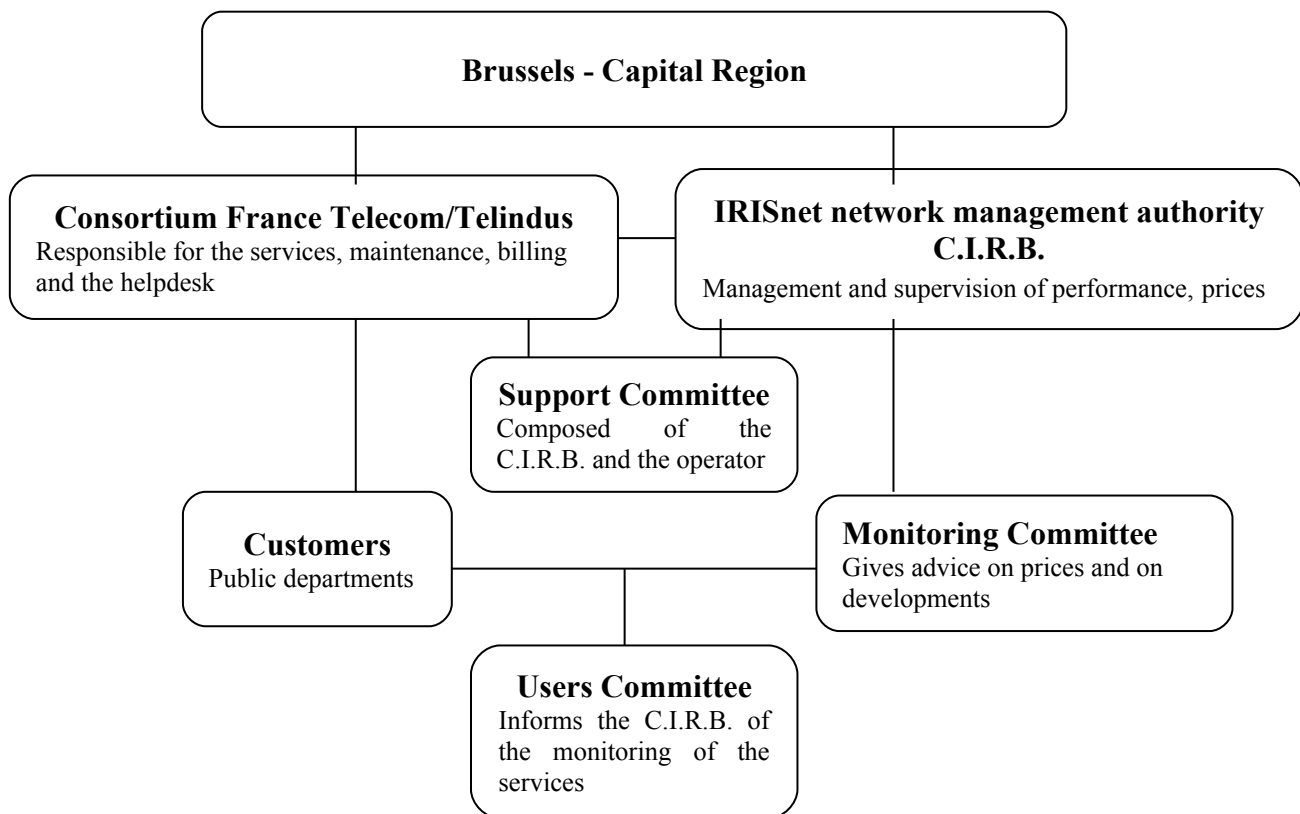 Brussels - Capital Region
Consortium France Telecom/Telindus
Responsible for the services, maintenance, billing
and the helpdesk
IRISnet network management authority
C.I.R.B.
Management and supervision of performance, prices
Support Committee
Composed of the
C.I.R.B. and the operator
Customers
Public departments
Monitoring Committee
Gives advice on prices and on
developments
Users Committee
Informs the C.I.R.B. of
the monitoring of the
services